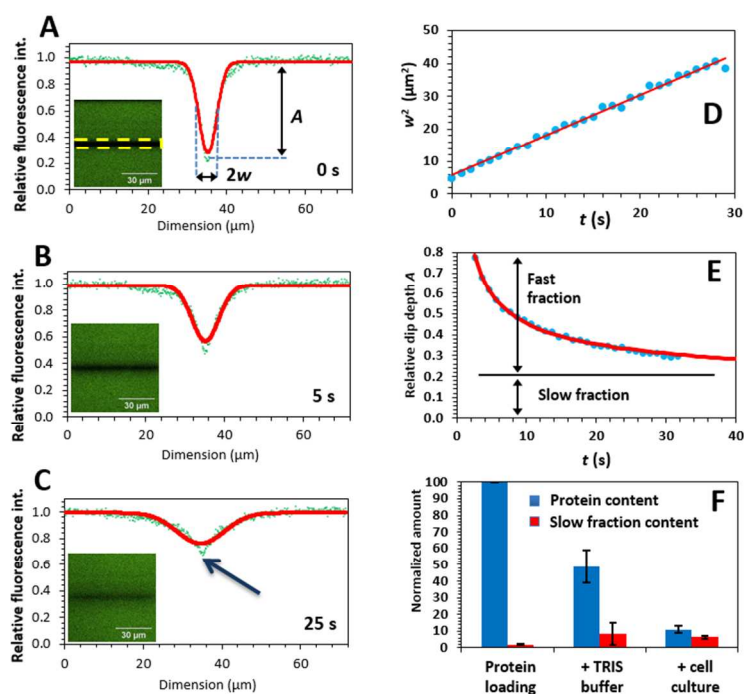 A
Relative fluorescence int.
1.0
0.8
0.6
0.4
0.2
0.0
A
2w
0 s
30 µm
0 20 40 60
Dimension (µm)
B
Relative fluorescence int.
1.0
0.8
0.6
0.4
0.2
0.0
5 s
30 µm
0 20 40 60
Dimension (µm)
C
Relative fluorescence int.
1.0
0.8
0.6
0.4
0.2
0.0
25 s
30 µm
0 20 40 60
Dimension (µm)
D
w² (µm²)
50
40
30
20
10
0
0 10 20 30
t (s)
E
Relative dip depth A
0.8
0.7
0.6
0.5
0.4
0.3
0.2
0.1
0.0
Fast
fraction
Slow fraction
0 10 20 30 40
t (s)
F
Normalized amount
100
90
80
70
60
50
40
30
20
10
0
Protein content
Slow fraction content
Protein
loading
+ TRIS
buffer
+ cell
culture